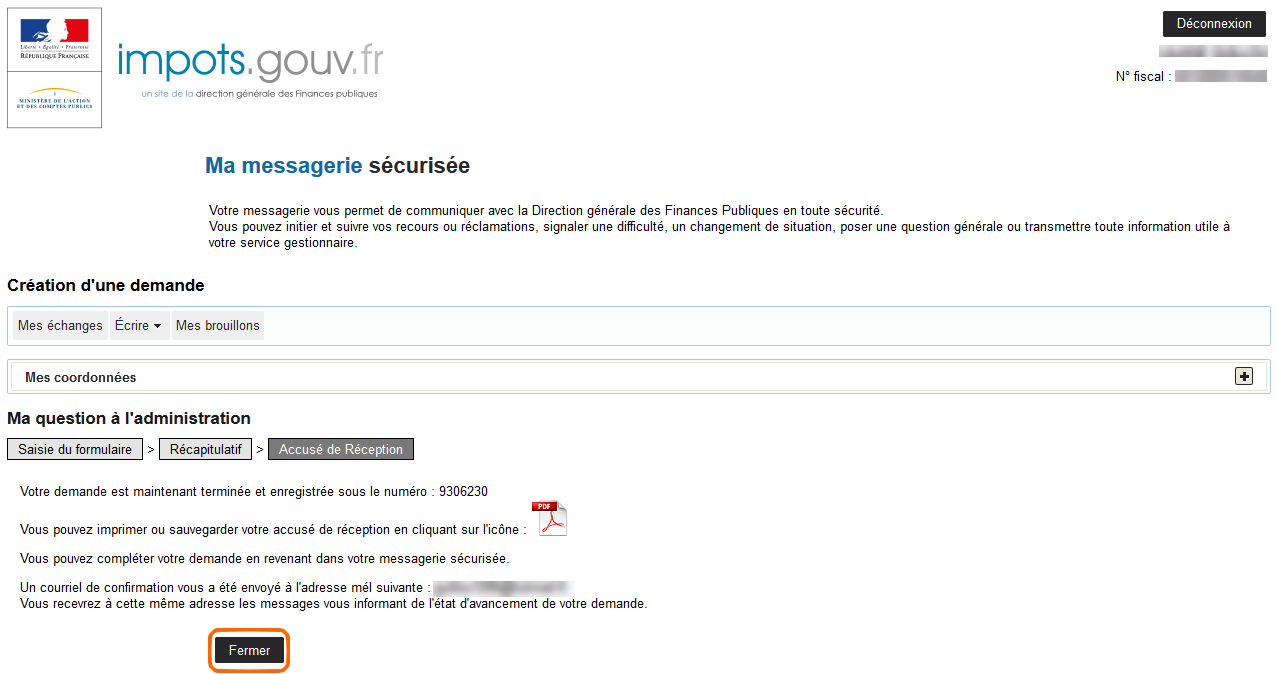 Liberté • Égalité • Fraternité
RÉPUBLIQUE FRANÇAISE
MINISTÈRE DE L'ACTION
ET DES COMPTES PUBLICS
impots.gouv.fr
un site de la direction générale des Finances publiques
Déconnexion
N° fiscal :
Ma messagerie sécurisée
Votre messagerie vous permet de communiquer avec la Direction générale des Finances Publiques en toute sécurité.
Vous pouvez initier et suivre vos recours ou réclamations, signaler une difficulté, un changement de situation, poser une question générale ou transmettre toute information utile à
votre service gestionnaire.
Création d'une demande
Mes échanges Écrire Mes brouillons
Mes coordonnées
Ma question à l'administration
Saisie du formulaire > Récapitulatif > Accusé de Réception
Votre demande est maintenant terminée et enregistrée sous le numéro : 9306230
PDF
Vous pouvez imprimer ou sauvegarder votre accusé de réception en cliquant sur l'icône :
Vous pouvez compléter votre demande en revenant dans votre messagerie sécurisée.
Un courriel de confirmation vous a été envoyé à l'adresse mél suivante :
Vous recevrez à cette même adresse les messages vous informant de l'état d'avancement de votre demande.
Fermer